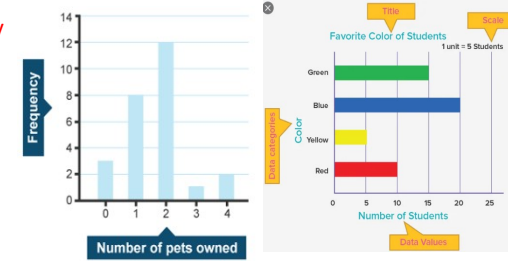 14
12
10
8
6
4
2
0
Frequency
0 1 2 3 4
Number of pets owned
Title
Favorite Color of Students
Scale
1 unit = 5 Students
Data categories
Color
Green
Blue
Yellow
Red
0 5 10 15 20 25
Number of Students
Data Values